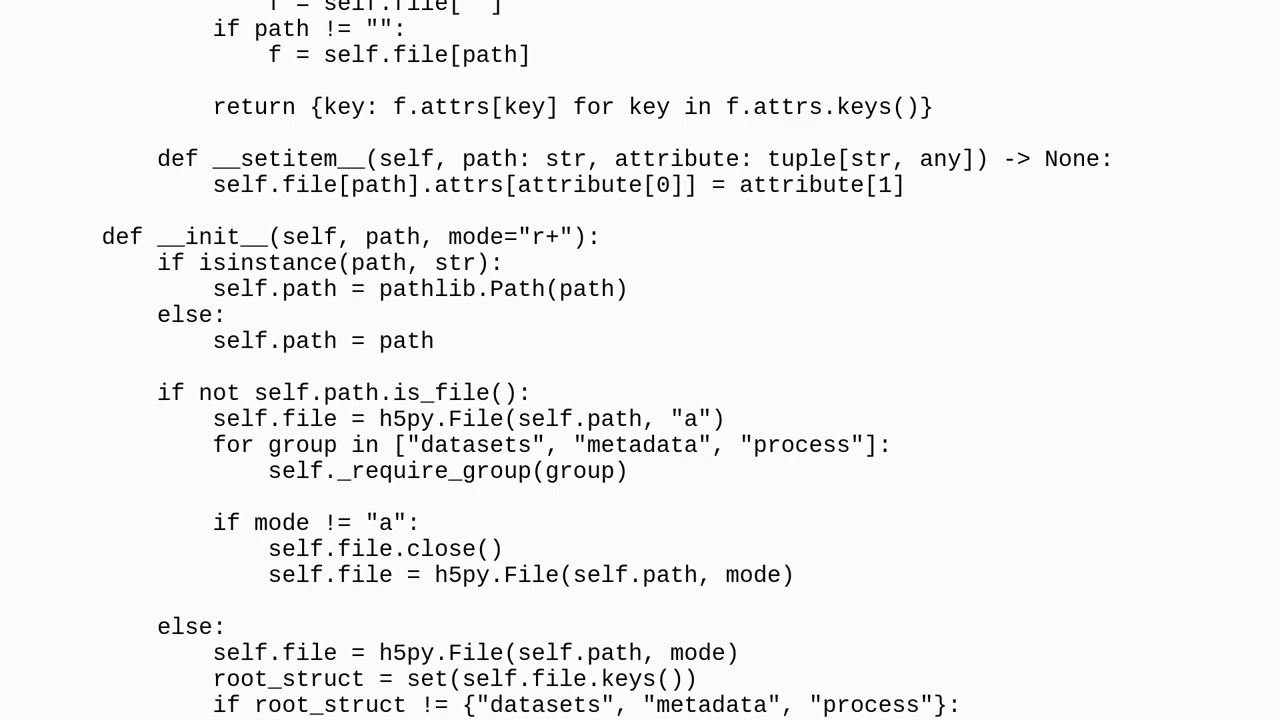 f = self.file[" "]
if path != "":
f = self.file[path]
return {key: f.attrs[key] for key in f.attrs.keys()}
def __setitem__(self, path: str, attribute: tuple[str, any]) -> None:
self.file[path].attrs[attribute[0]] = attribute[1]
def __init__(self, path, mode="r+"):
if isinstance(path, str):
self.path = pathlib.Path(path)
else:
self.path = path
if not self.path.is_file():
self.file = h5py.File(self.path, "a")
for group in ["datasets", "metadata", "process"]:
self._require_group(group)
if mode != "a":
self.file.close()
self.file = h5py.File(self.path, mode)
else:
self.file = h5py.File(self.path, mode)
root_struct = set(self.file.keys())
if root_struct != {"datasets", "metadata", "process"}: